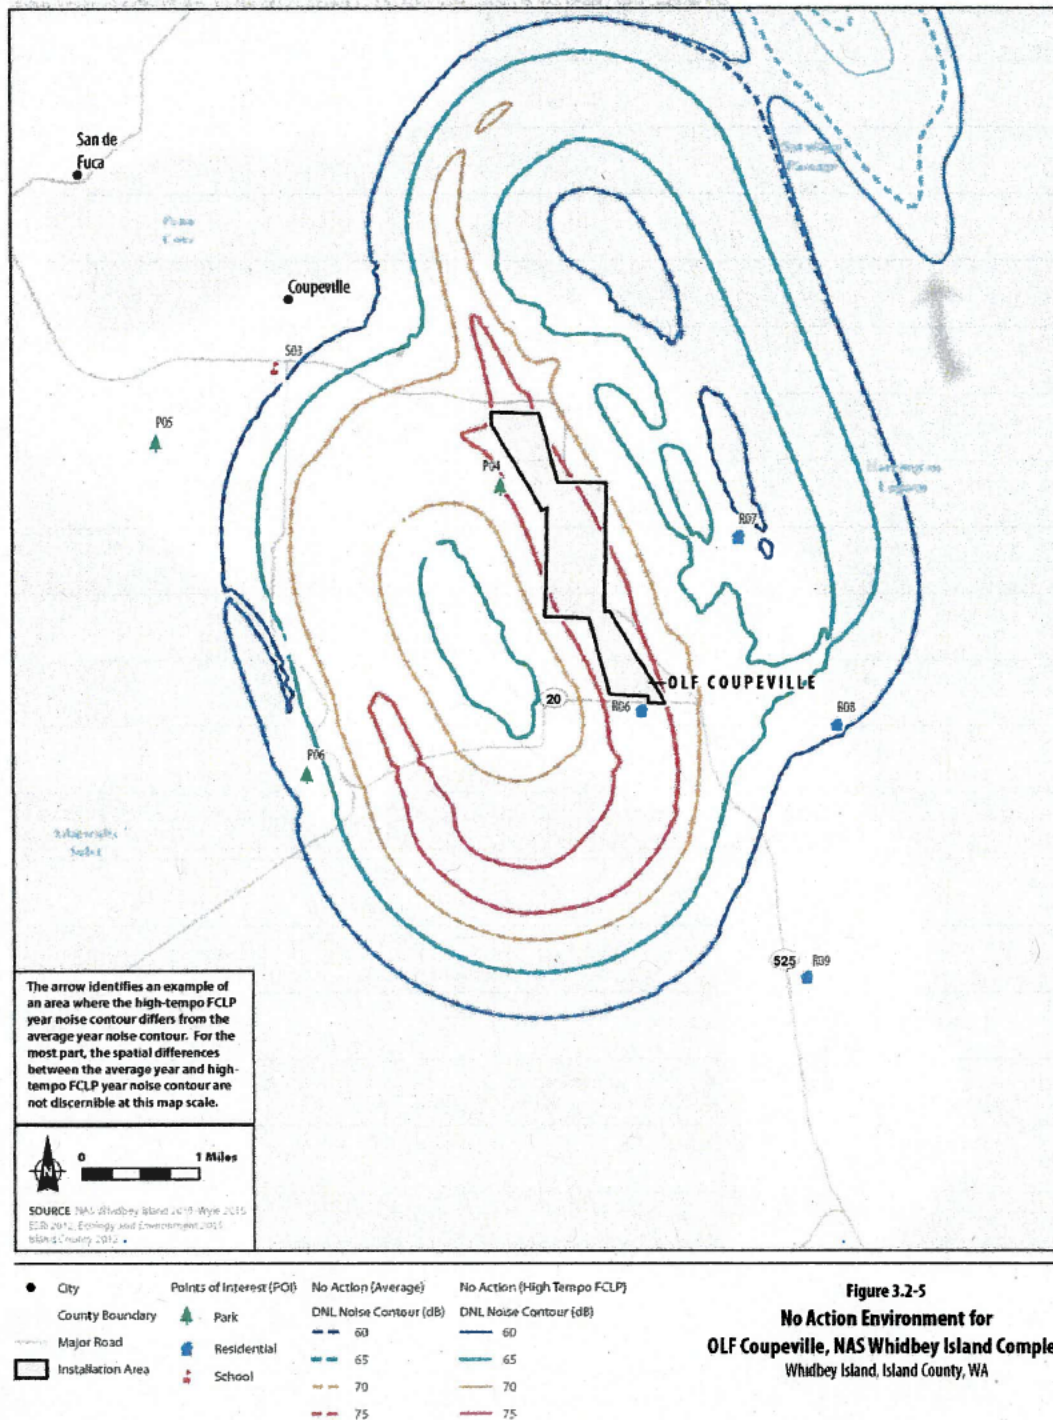 San de
Fuca
Penn
Cove
Coupeville
S03
P05
P04
Harrington
Lagoon
R07
OLF COUPEVILLE
20
R06
R08
P06
525
R09
The arrow identifies an example of
an area where the high-tempo FCLP
year noise contour differs from the
average year noise contour. For the
most part, the spatial differences
between the average year and high-
tempo FCLP year noise contour are
not discernible at this map scale.
N
0
1 Miles
SOURCE
City
County Boundary
Major Road
Installation Area
Points of Interest (POI)
Park
Residential
School
No Action (Average)
DNL Noise Contour (dB)
60
65
70
75
No Action (High Tempo FCLP)
DNL Noise Contour (dB)
60
65
70
75
Figure 3.2-5
No Action Environment for
OLF Coupeville, NAS Whidbey Island Comple
Whidbey Island, Island County, WA